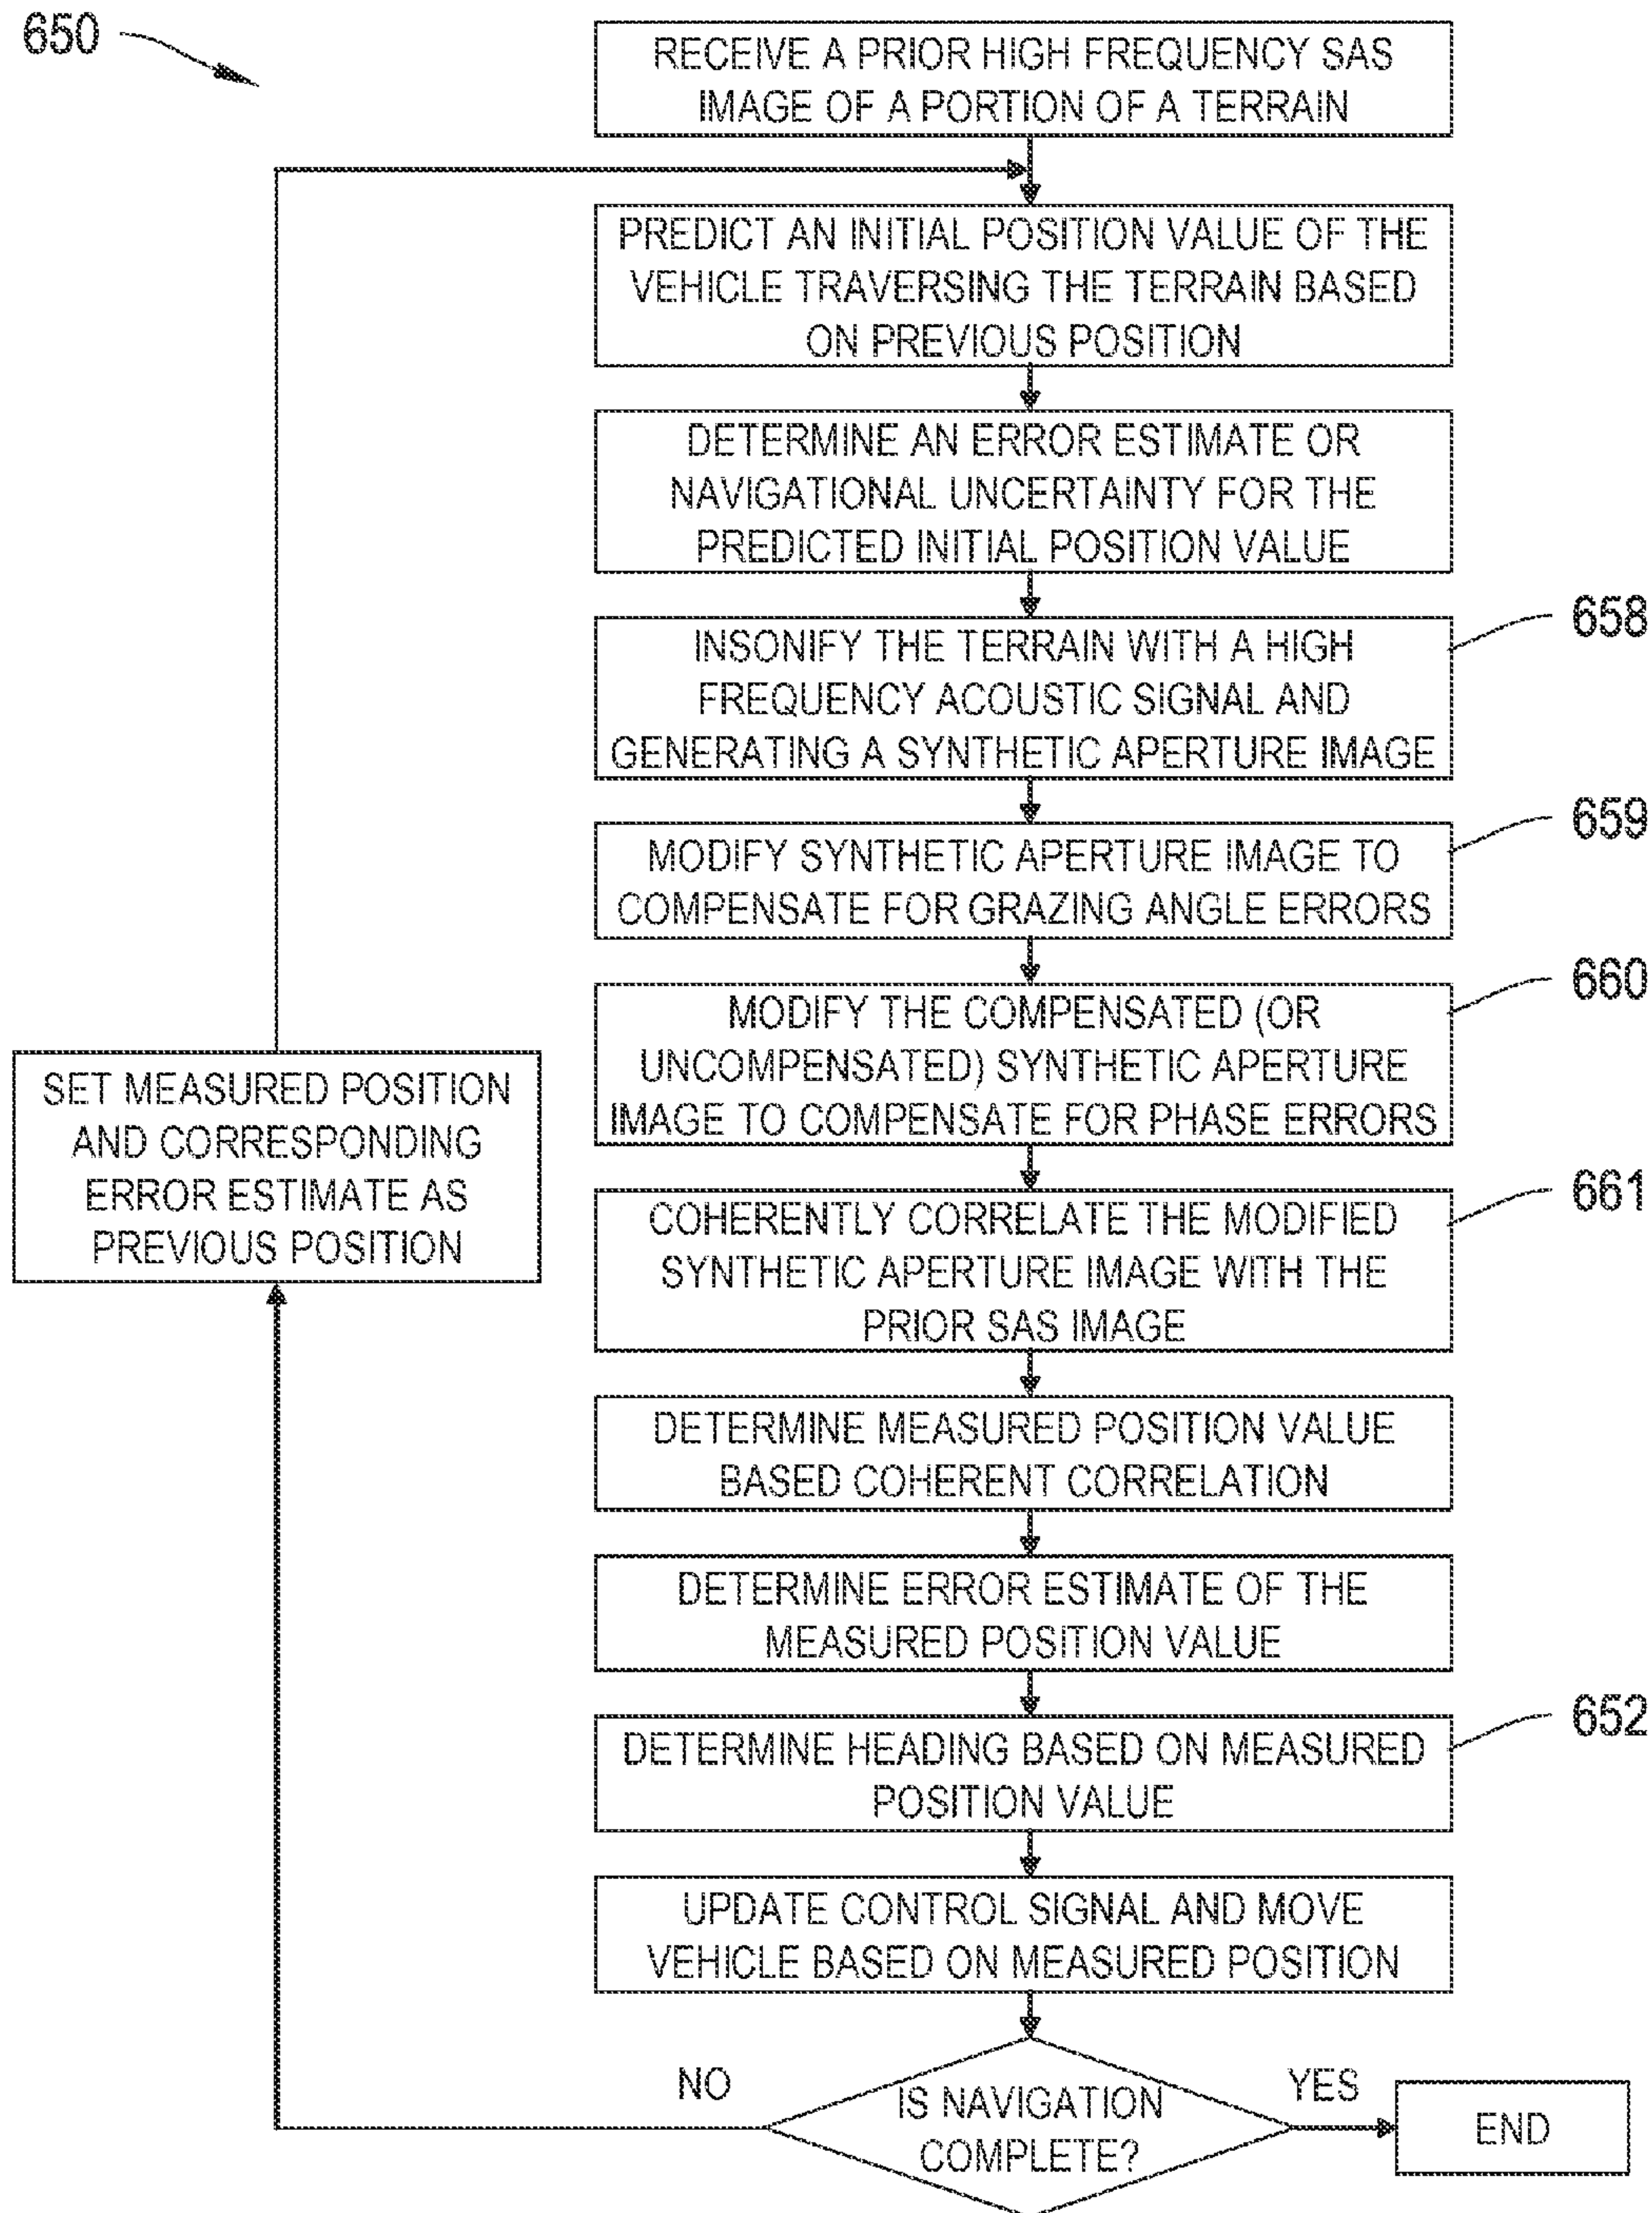 650
RECEIVE A PRIOR HIGH FREQUENCY SAS
IMAGE OF A PORTION OF A TERRAIN
PREDICT AN INITIAL POSITION VALUE OF THE
VEHICLE TRAVERSING THE TERRAIN BASED
ON PREVIOUS POSITION
DETERMINE AN ERROR ESTIMATE OR
NAVIGATIONAL UNCERTAINTY FOR THE
PREDICTED INITIAL POSITION VALUE
658
INSONIFY THE TERRAIN WITH A HIGH
FREQUENCY ACOUSTIC SIGNAL AND
GENERATING A SYNTHETIC APERTURE IMAGE
659
MODIFY SYNTHETIC APERTURE IMAGE TO
COMPENSATE FOR GRAZING ANGLE ERRORS
660
MODIFY THE COMPENSATED (OR
UNCOMPENSATED) SYNTHETIC APERTURE
IMAGE TO COMPENSATE FOR PHASE ERRORS
SET MEASURED POSITION
AND CORRESPONDING
ERROR ESTIMATE AS
PREVIOUS POSITION
661
COHERENTLY CORRELATE THE MODIFIED
SYNTHETIC APERTURE IMAGE WITH THE
PRIOR SAS IMAGE
DETERMINE MEASURED POSITION VALUE
BASED COHERENT CORRELATION
DETERMINE ERROR ESTIMATE OF THE
MEASURED POSITION VALUE
652
DETERMINE HEADING BASED ON MEASURED
POSITION VALUE
UPDATE CONTROL SIGNAL AND MOVE
VEHICLE BASED ON MEASURED POSITION
NO
YES
IS NAVIGATION
COMPLETE?
END